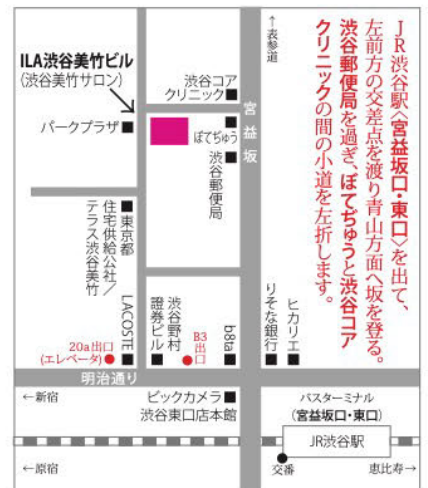 JR渋谷駅〈宮益坂口・東口〉を出て、
左前方の交差点を渡り青山方面へ坂を登る。
渋谷郵便局を過ぎ、ぼてぢゅうと渋谷コア
クリニックの間の小道を左折します。
↑表参道
ILA渋谷美竹ビル
(渋谷美竹サロン)
渋谷コア
クリニック■
宮益坂
パークプラザ■
■
ぼてぢゅう
■渋谷郵便局
■東京都
住宅供給公社／
テラス渋谷美竹
LACOSTE■
20a出口
(エレベータ)●
渋谷野村
證券ビル■
B3
出口
●
b8a■
りそな銀行■
ヒカリエ■
明治通り
←新宿
ビックカメラ■
渋谷東口店本館
バスターミナル
(宮益坂口・東口)
JR渋谷駅
←原宿
交番
恵比寿→